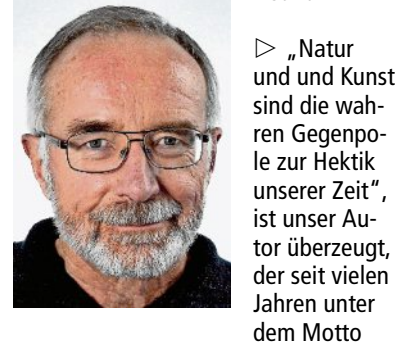 ▷ „Natur
und und Kunst
sind die wah-
ren Gegenpo-
le zur Hektik
unserer Zeit",
ist unser Au-
tor überzeugt,
der seit vielen
Jahren unter
dem Motto